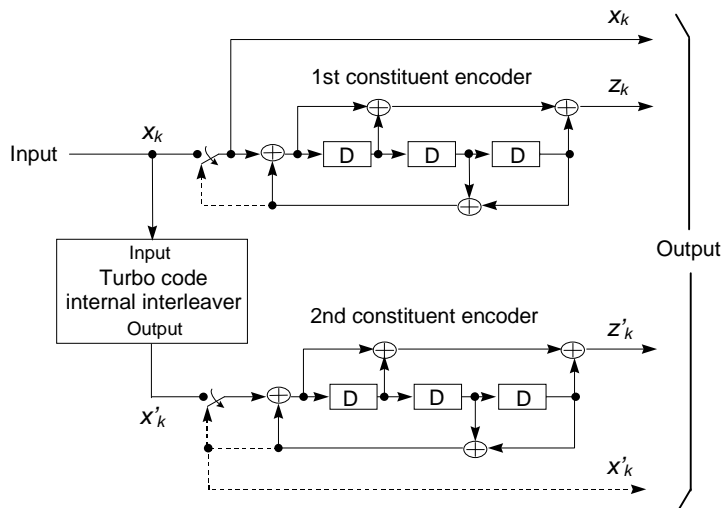 x_k
1st constituent encoder
z_k
x_k
Input
D
D
D
Input
Turbo code
internal interleaver
Output
Output
2nd constituent encoder
z'_k
D
D
D
x'_k
x'_k